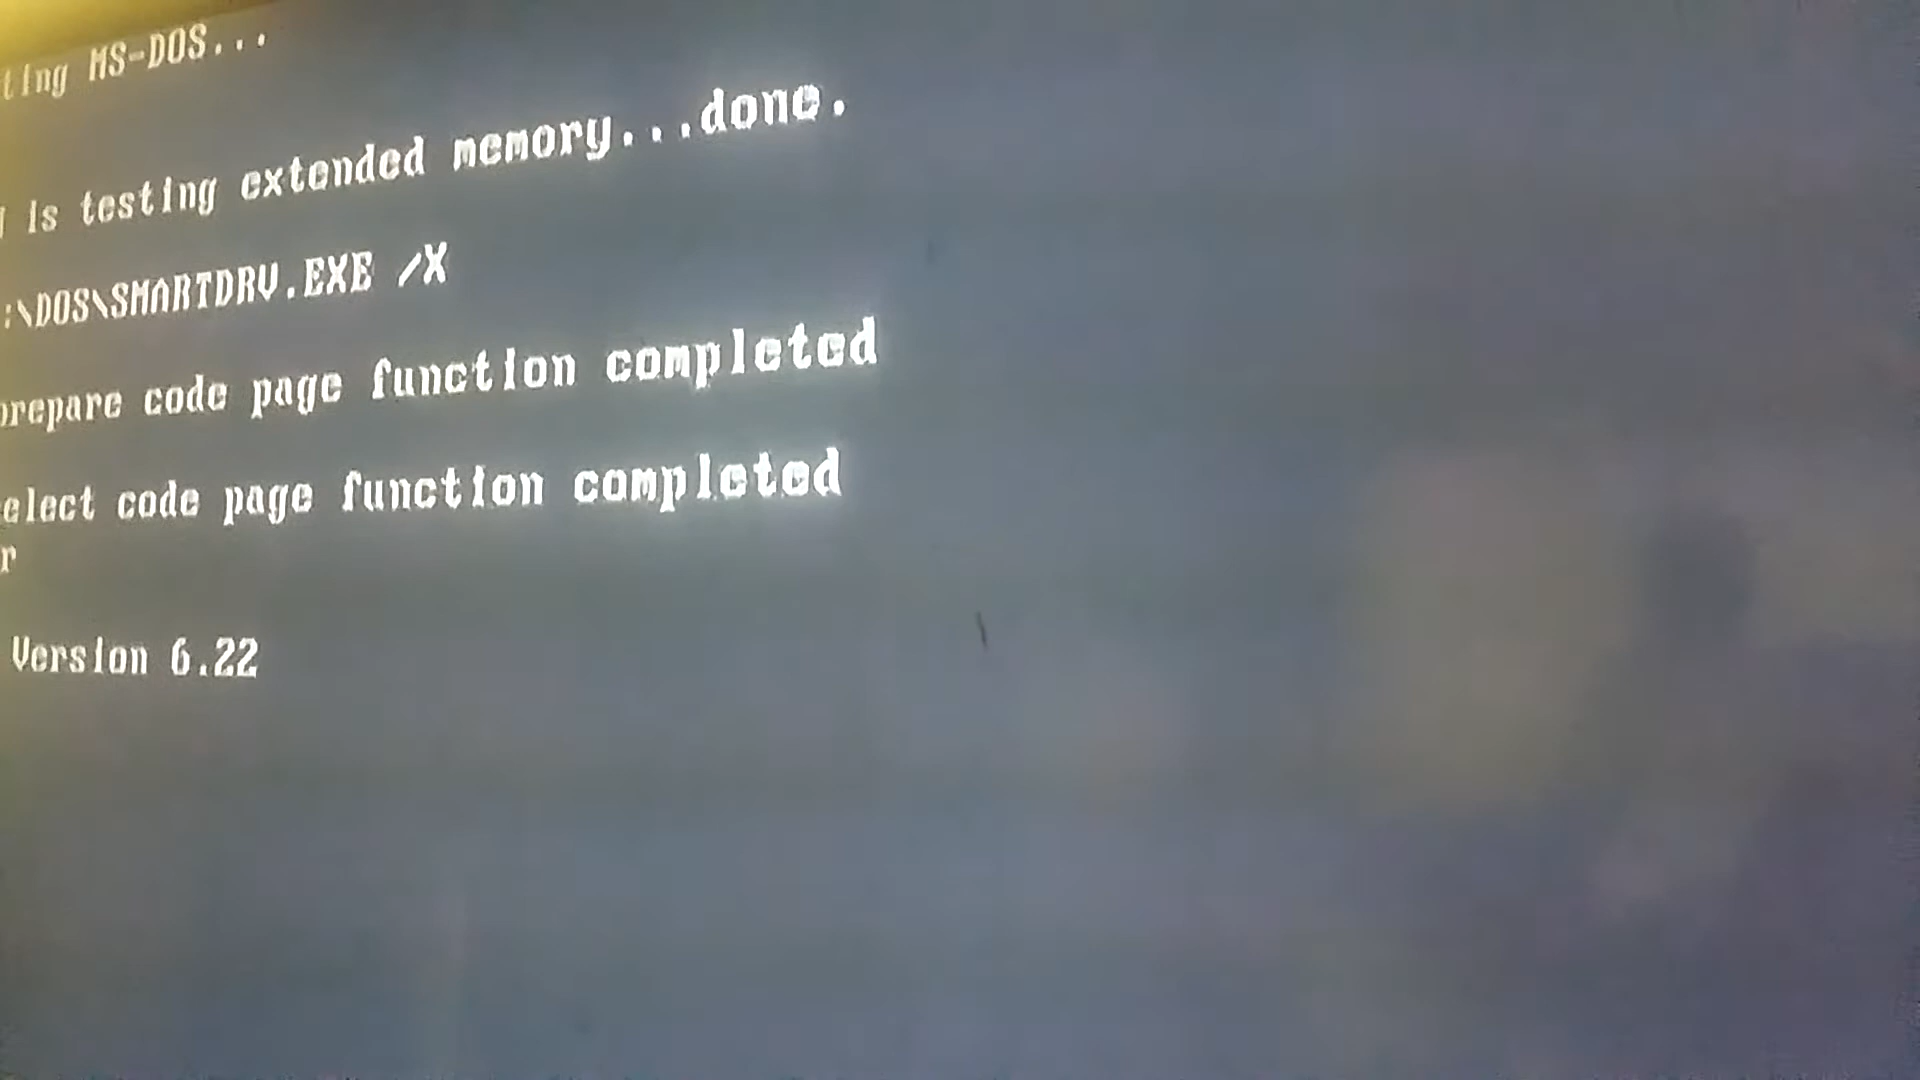 ting MS-DOS...
is testing extended memory...done.
:\DOS\SMARTDRV.EXE /X
prepare code page function completed
elect code page function completed
r
Version 6.22